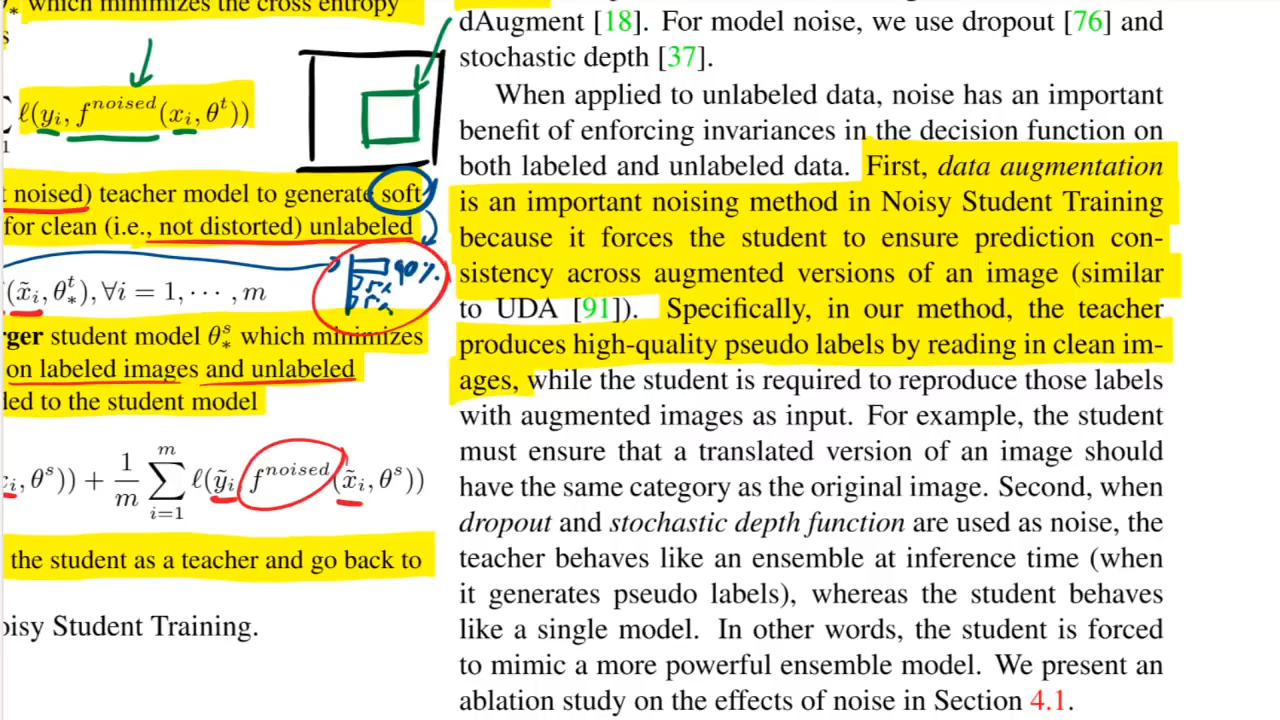 * which minimizes the cross entropy
s
ℓ(y_i, f^{noised}(x_i, θ^t))
1
t noised) teacher model to generate soft
for clean (i.e., not distorted) unlabeled
(x̃_i, θ_*^t), ∀i = 1, ⋯ , m
90%
rger student model θ_*^s which minimizes
on labeled images and unlabeled
ded to the student model
x_i, θ^s)) + 1/m ∑_{i=1}^{m} ℓ(ỹ_i, f^{noised}(x̃_i, θ^s))
the student as a teacher and go back to
oisy Student Training.
dAugment [18]. For model noise, we use dropout [76] and
stochastic depth [37].
When applied to unlabeled data, noise has an important
benefit of enforcing invariances in the decision function on
both labeled and unlabeled data. First, data augmentation
is an important noising method in Noisy Student Training
because it forces the student to ensure prediction con-
sistency across augmented versions of an image (similar
to UDA [91]). Specifically, in our method, the teacher
produces high-quality pseudo labels by reading in clean im-
ages, while the student is required to reproduce those labels
with augmented images as input. For example, the student
must ensure that a translated version of an image should
have the same category as the original image. Second, when
dropout and stochastic depth function are used as noise, the
teacher behaves like an ensemble at inference time (when
it generates pseudo labels), whereas the student behaves
like a single model. In other words, the student is forced
to mimic a more powerful ensemble model. We present an
ablation study on the effects of noise in Section 4.1.